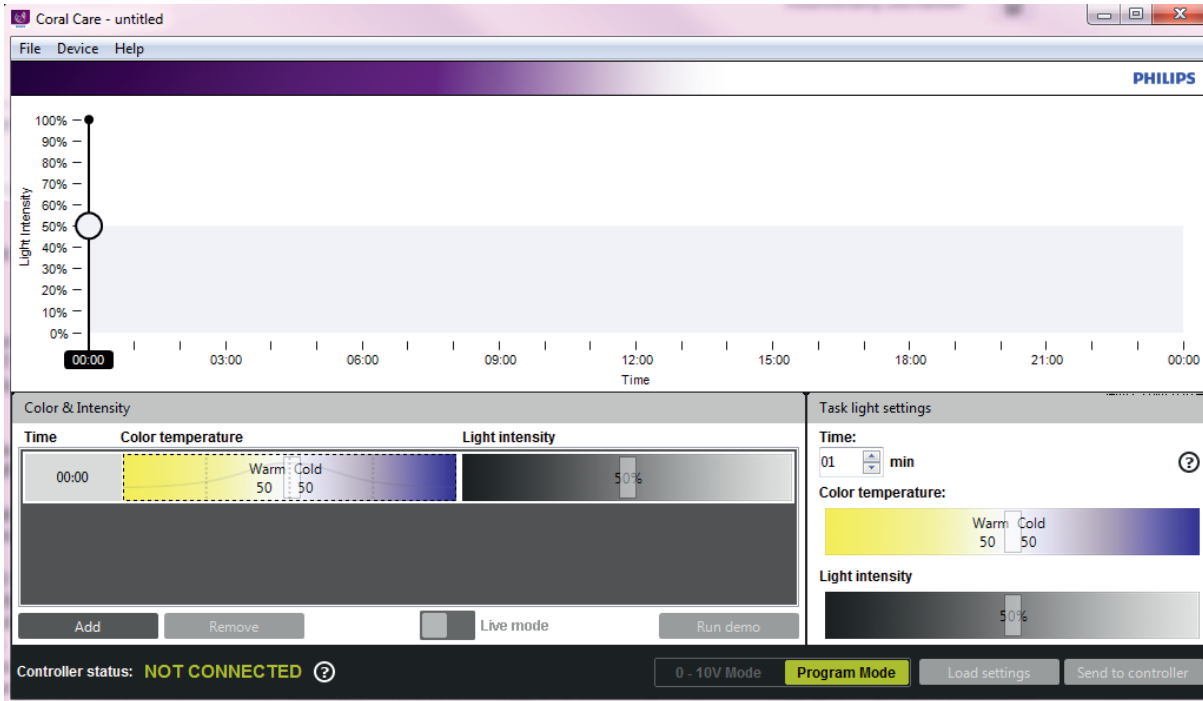 Coral Care - untitled
File Device Help
PHILIPS
100%
90%
80%
70%
60%
50%
40%
30%
20%
10%
0%
Light Intensity
00:00 03:00 06:00 09:00 12:00 15:00 18:00 21:00 00:00
Time
Color & Intensity
Time Color temperature Light intensity
00:00 Warm Cold
50 50
50%
Add Remove Live mode Run demo
Task light settings
Time:
01 min ?
Color temperature:
Warm Cold
50 50
Light intensity
50%
Controller status: NOT CONNECTED ? 0 - 10V Mode Program Mode Load settings Send to controller